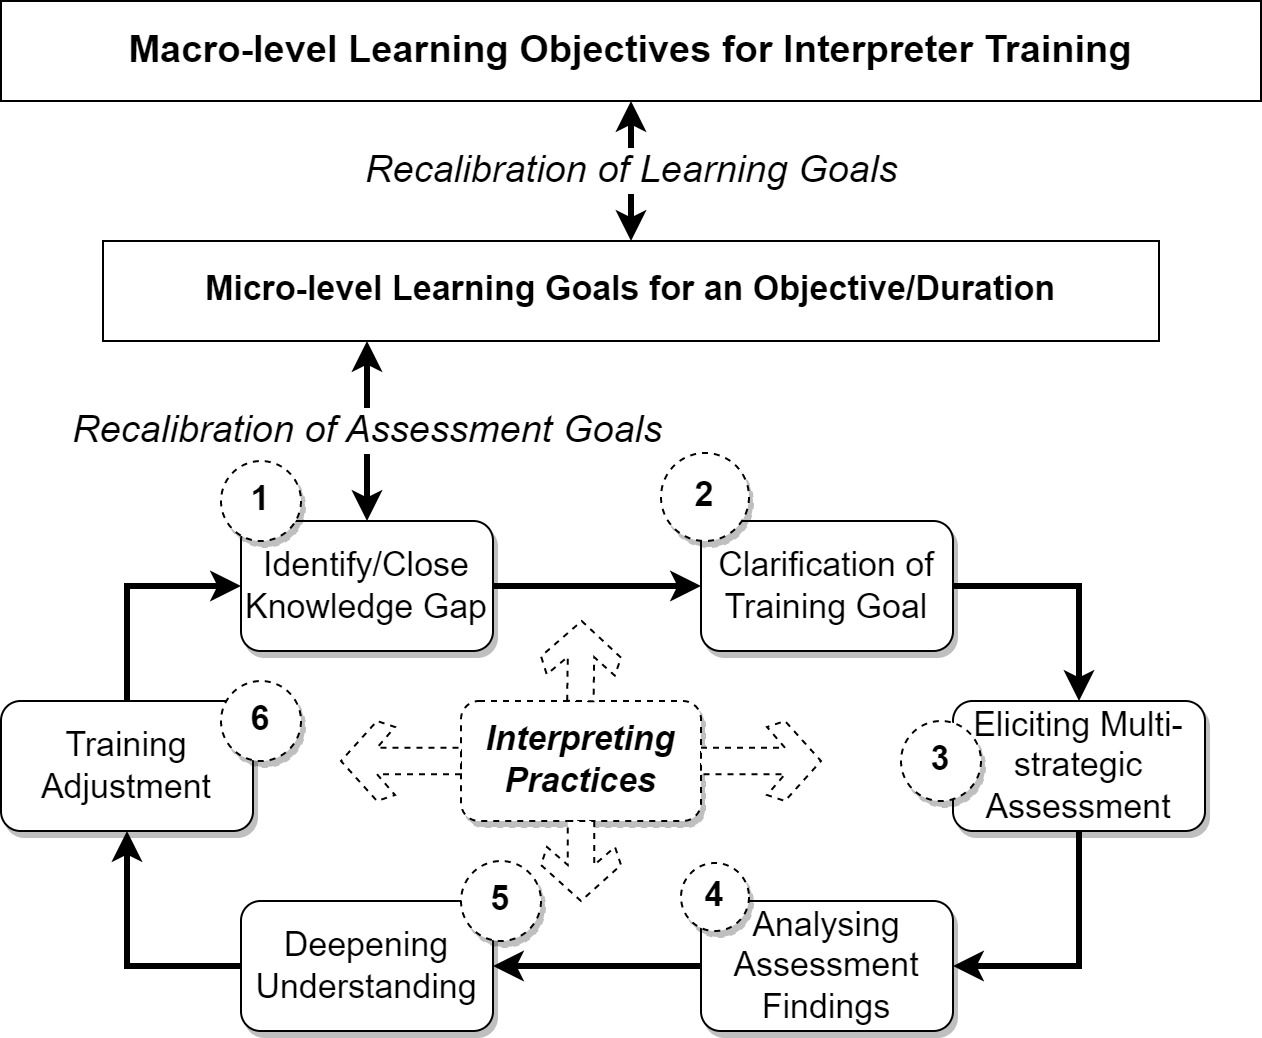 Macro-level Learning Objectives for Interpreter Training
Recalibration of Learning Goals
Micro-level Learning Goals for an Objective/Duration
Recalibration of Assessment Goals
1
Identify/Close
Knowledge Gap
2
Clarification of
Training Goal
3
Eliciting Multi-
strategic
Assessment
4
Analysing
Assessment
Findings
5
Deepening
Understanding
6
Training
Adjustment
Interpreting
Practices